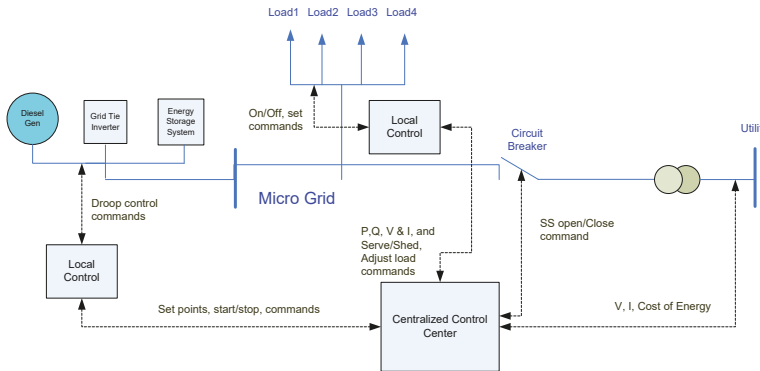 Load1 Load2 Load3 Load4
Diesel
Gen
Grid Tie
Inverter
Energy
Storage
System
On/Off, set
commands
Local
Control
Circuit
Breaker
Utili
Micro Grid
Droop control
commands
P,Q, V & I, and
Serve/Shed,
Adjust load
commands
SS open/Close
command
Local
Control
Set points, start/stop, commands
Centralized Control
Center
V, I, Cost of Energy